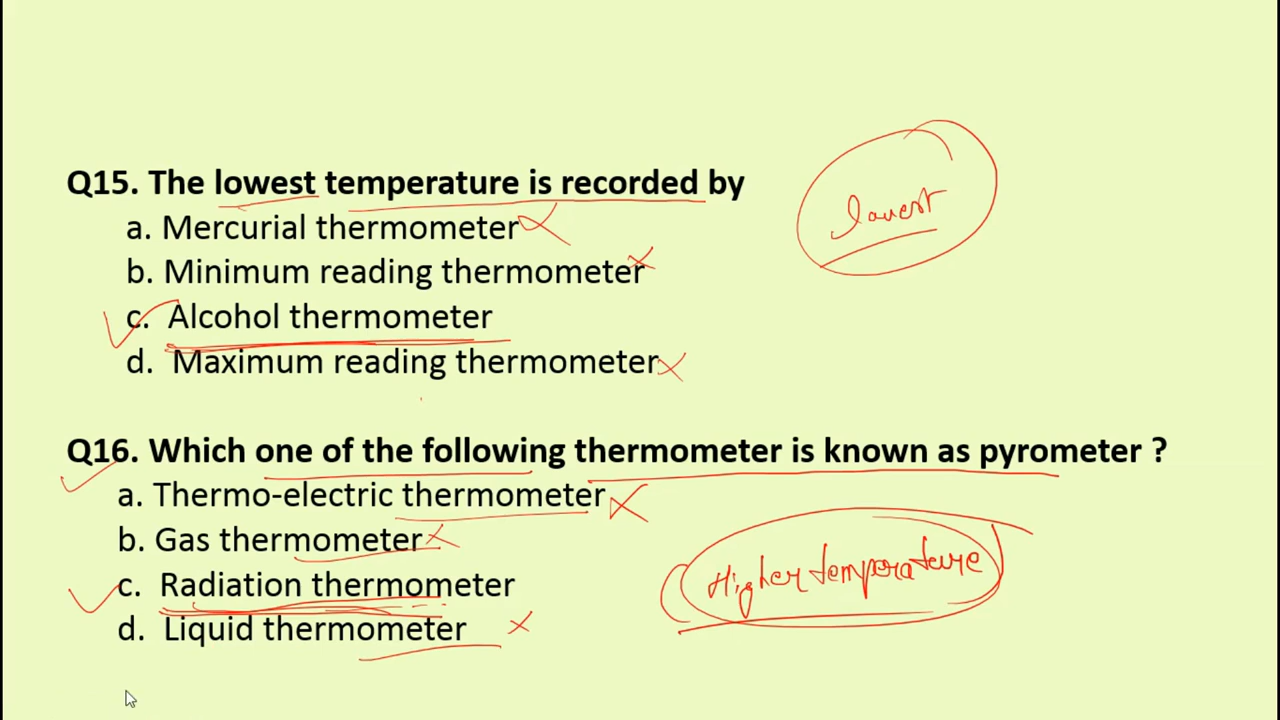 Q15. The lowest temperature is recorded by
lowest
a. Mercurial thermometer
b. Minimum reading thermometer
c. Alcohol thermometer
d. Maximum reading thermometer
Q16. Which one of the following thermometer is known as pyrometer ?
a. Thermo-electric thermometer
b. Gas thermometer
Higher temperature
c. Radiation thermometer
d. Liquid thermometer